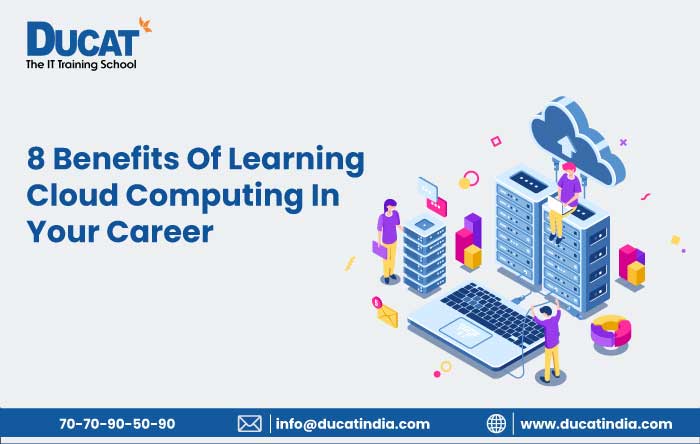 DUCAT
The IT Training School
8 Benefits Of Learning
Cloud Computing In
Your Career
70-70-90-50-90
info@ducatindia.com
www.ducatindia.com